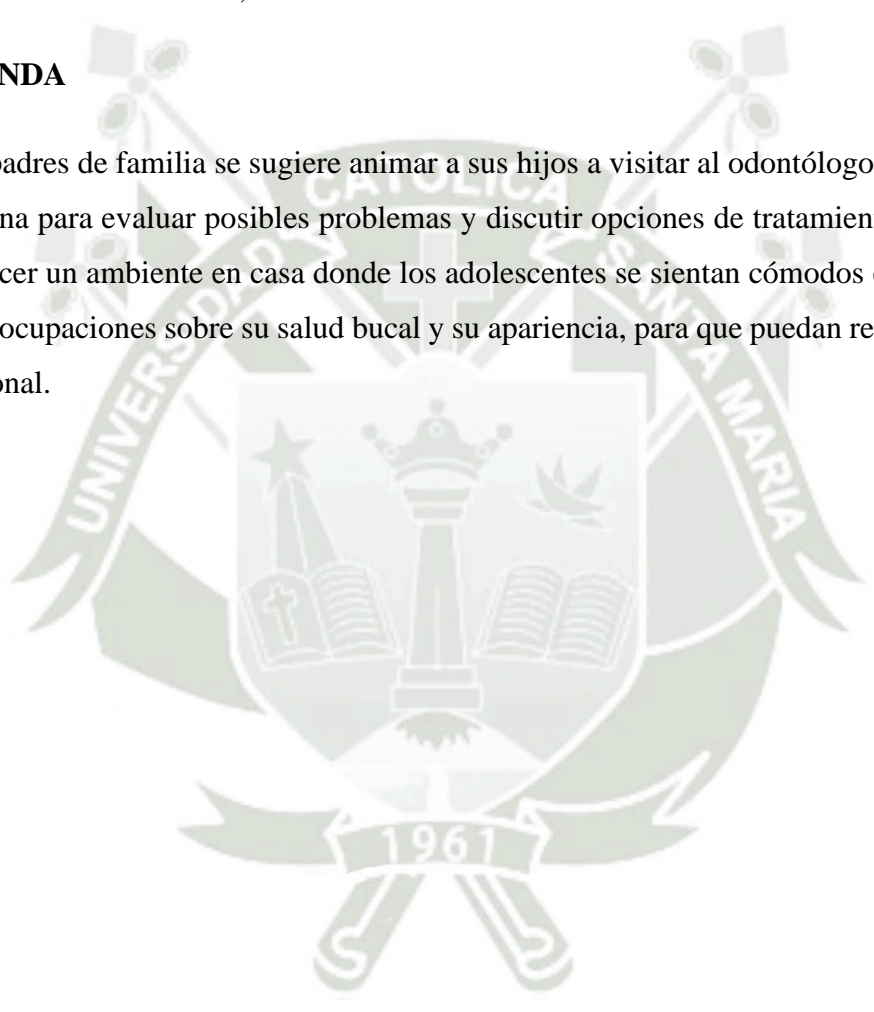 NDA
padres de familia se sugiere animar a sus hijos a visitar al odontólogo
na para evaluar posibles problemas y discutir opciones de tratamien
cer un ambiente en casa donde los adolescentes se sientan cómodos
ocupaciones sobre su salud bucal y su apariencia, para que puedan re
onal.
UNIVERSIDAD CATOLICA SANTA MARIA
1961